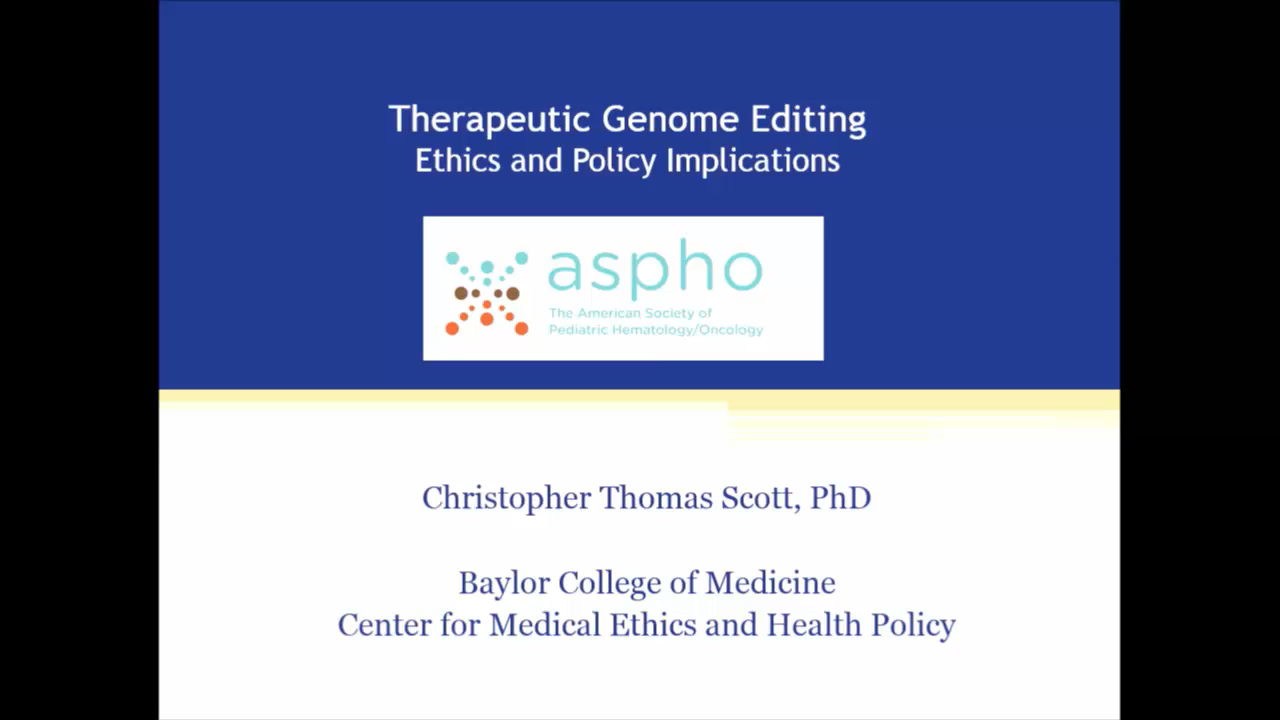 Therapeutic Genome Editing
Ethics and Policy Implications
aspho
The American Society of
Pediatric Hematology/Oncology
Christopher Thomas Scott, PhD
Baylor College of Medicine
Center for Medical Ethics and Health Policy